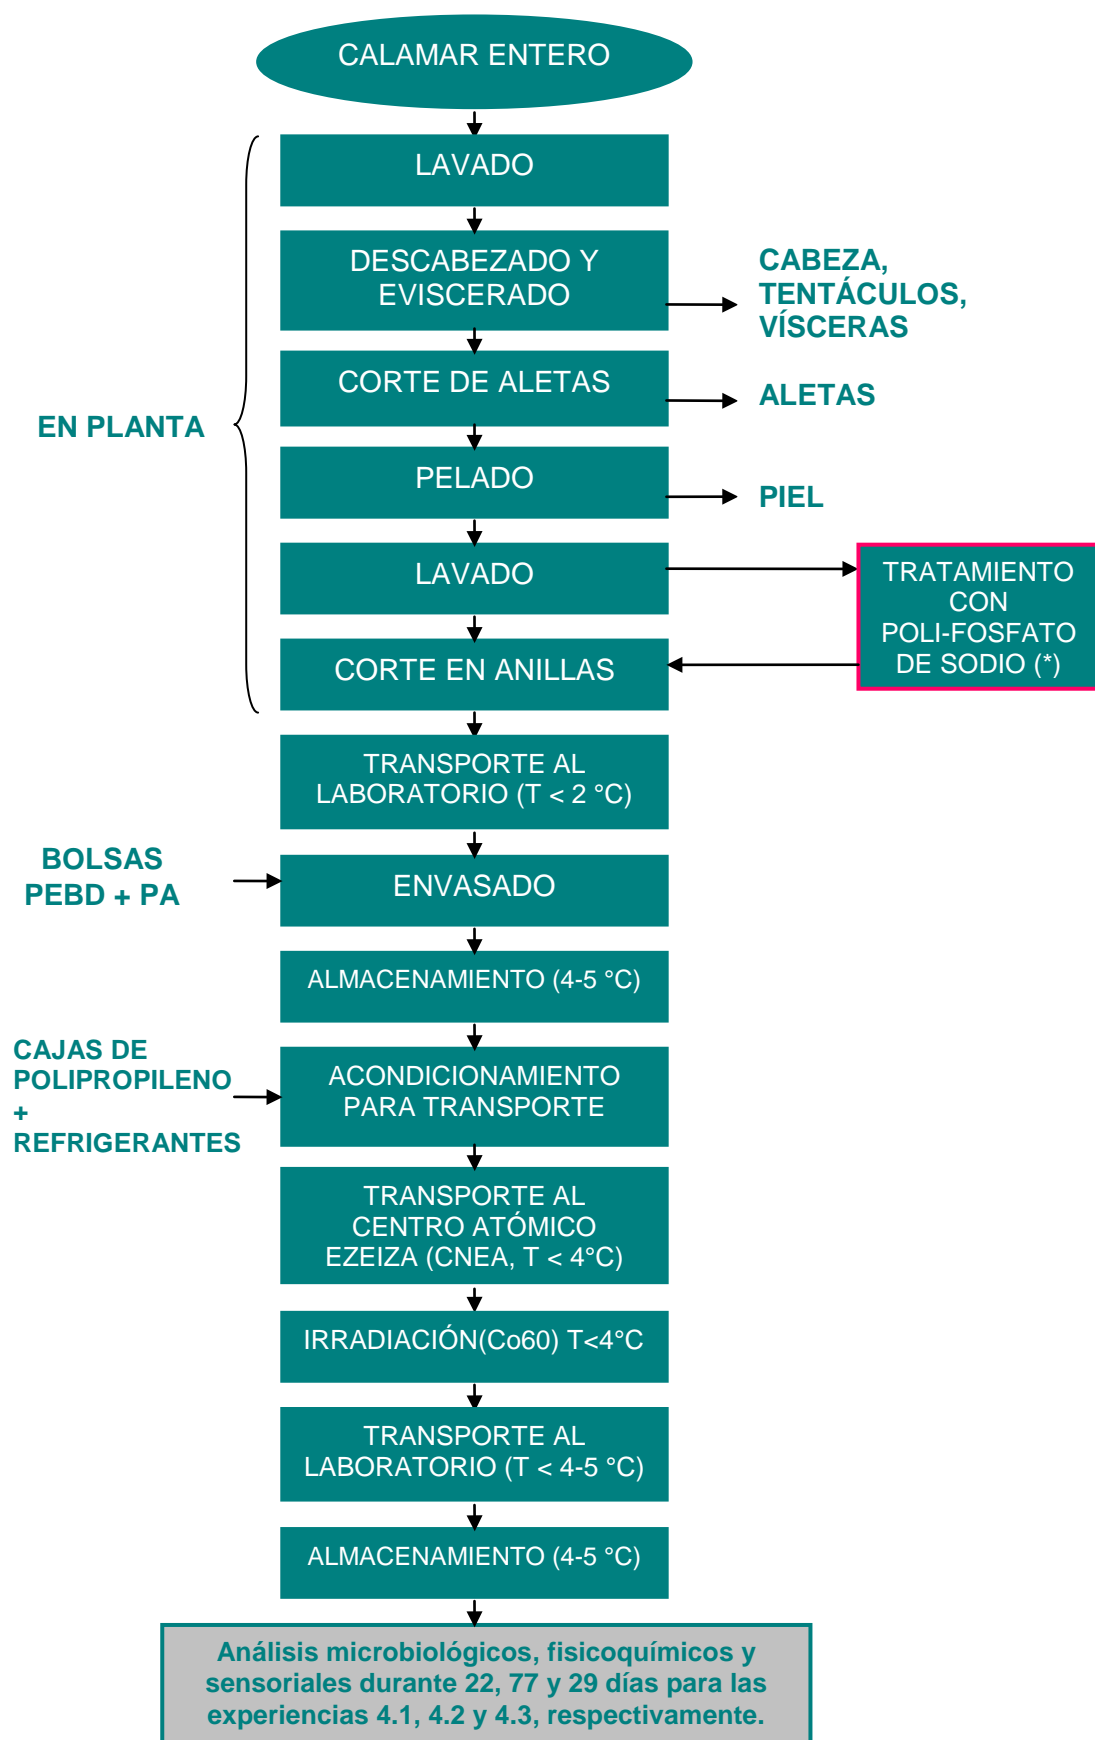 CALAMAR ENTERO
LAVADO
DESCABEZADO Y
EVISCERADO
CABEZA,
TENTÁCULOS,
VÍSCERAS
CORTE DE ALETAS
ALETAS
EN PLANTA
PELADO
PIEL
LAVADO
TRATAMIENTO
CON
POLI-FOSFATO
DE SODIO (*)
CORTE EN ANILLAS
TRANSPORTE AL
LABORATORIO (T < 2 °C)
BOLSAS
PEBD + PA
ENVASADO
ALMACENAMIENTO (4-5 °C)
CAJAS DE
POLIPROPILENO
+
REFRIGERANTES
ACONDICIONAMIENTO
PARA TRANSPORTE
TRANSPORTE AL
CENTRO ATÓMICO
EZEIZA (CNEA, T < 4°C)
IRRADIACIÓN(Co60) T<4°C
TRANSPORTE AL
LABORATORIO (T < 4-5 °C)
ALMACENAMIENTO (4-5 °C)
Análisis microbiológicos, fisicoquímicos y
sensoriales durante 22, 77 y 29 días para las
experiencias 4.1, 4.2 y 4.3, respectivamente.